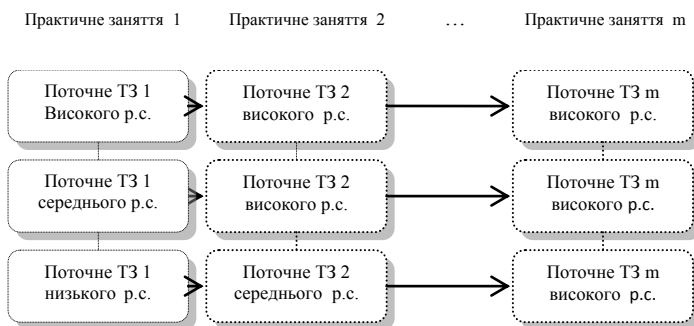 Практичне заняття 1 Практичне заняття 2 ... Практичне заняття m
Поточне ТЗ 1
Високого р.с.
Поточне ТЗ 2
високого р.с.
Поточне ТЗ m
високого р.с.
Поточне ТЗ 1
середнього р.с.
Поточне ТЗ 2
високого р.с.
Поточне ТЗ m
високого р.с.
Поточне ТЗ 1
низького р.с.
Поточне ТЗ 2
середнього р.с.
Поточне ТЗ m
високого р.с.